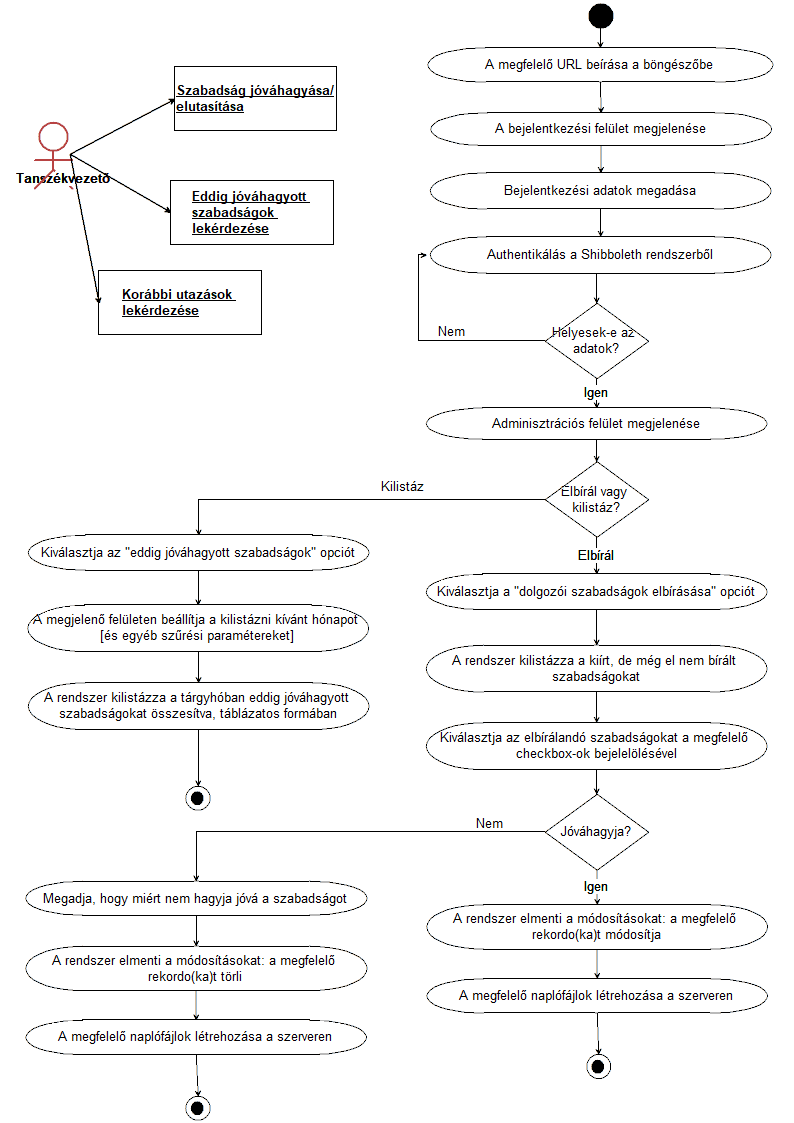 Szabadság jóváhagyása/
elutasítása
Tanszékvezető
Eddig jóváhagyott
szabadságok
lekérdezése
Korábbi utazások
lekérdezése
A megfelelő URL beírása a böngészőbe
A bejelentkezési felület megjelenése
Bejelentkezési adatok megadása
Authentikálás a Shibboleth rendszerből
Nem
Helyesek-e az
adatok?
Igen
Adminisztrációs felület megjelenése
Elbírál vagy
kilistáz?
Kilistáz
Kiválasztja az "eddig jóváhagyott szabadságok" opciót
A megjelenő felületen beállítja a kilistázni kívánt hónapot
[és egyéb szűrési paramétereket]
A rendszer kilistázza a tárgyhóban eddig jóváhagyott
szabadságokat összesítva, táblázatos formában
Elbírál
Kiválasztja a "dolgozói szabadságok elbírásása" opciót
A rendszer kilistázza a kiírt, de még el nem bírált
szabadságokat
Kiválasztja az elbírálandó szabadságokat a megfelelő
checkbox-ok bejelelölésével
Jóváhagyja?
Nem
Megadja, hogy miért nem hagyja jóvá a szabadságot
A rendszer elmenti a módosításokat: a megfelelő
rekordo(ka)t törli
A megfelelő naplófájlok létrehozása a szerveren
Igen
A rendszer elmenti a módosításokat: a megfelelő
rekordo(ka)t módosítja
A megfelelő naplófájlok létrehozása a szerveren